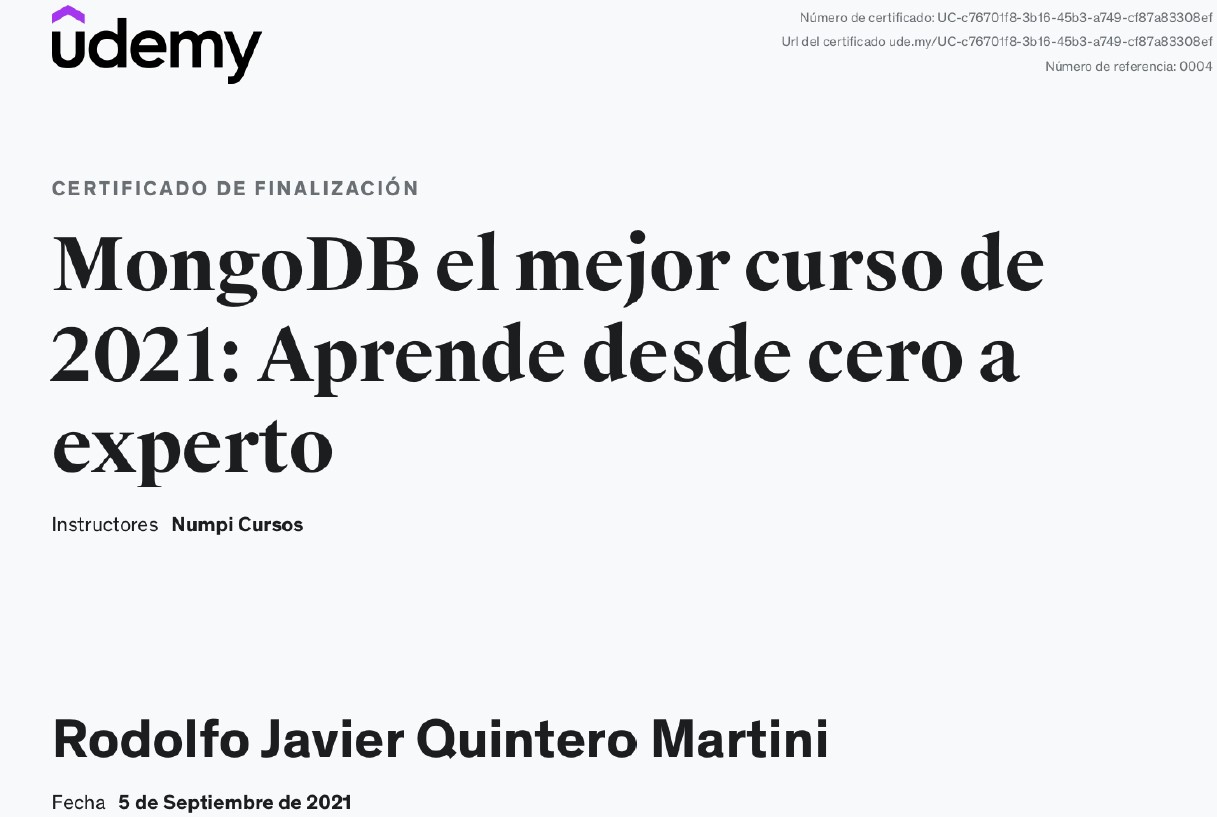 udemy
Número de certificado: UC-c76701f8-3b16-45b3-a749-cf87a83308ef
Url del certificado ude.my/UC-c76701f8-3b16-45b3-a749-cf87a83308ef
Número de referencia: 0004
CERTIFICADO DE FINALIZACIÓN
MongoDB el mejor curso de
2021: Aprende desde cero a
experto
Instructores Numpi Cursos
Rodolfo Javier Quintero Martini
Fecha 5 de Septiembre de 2021